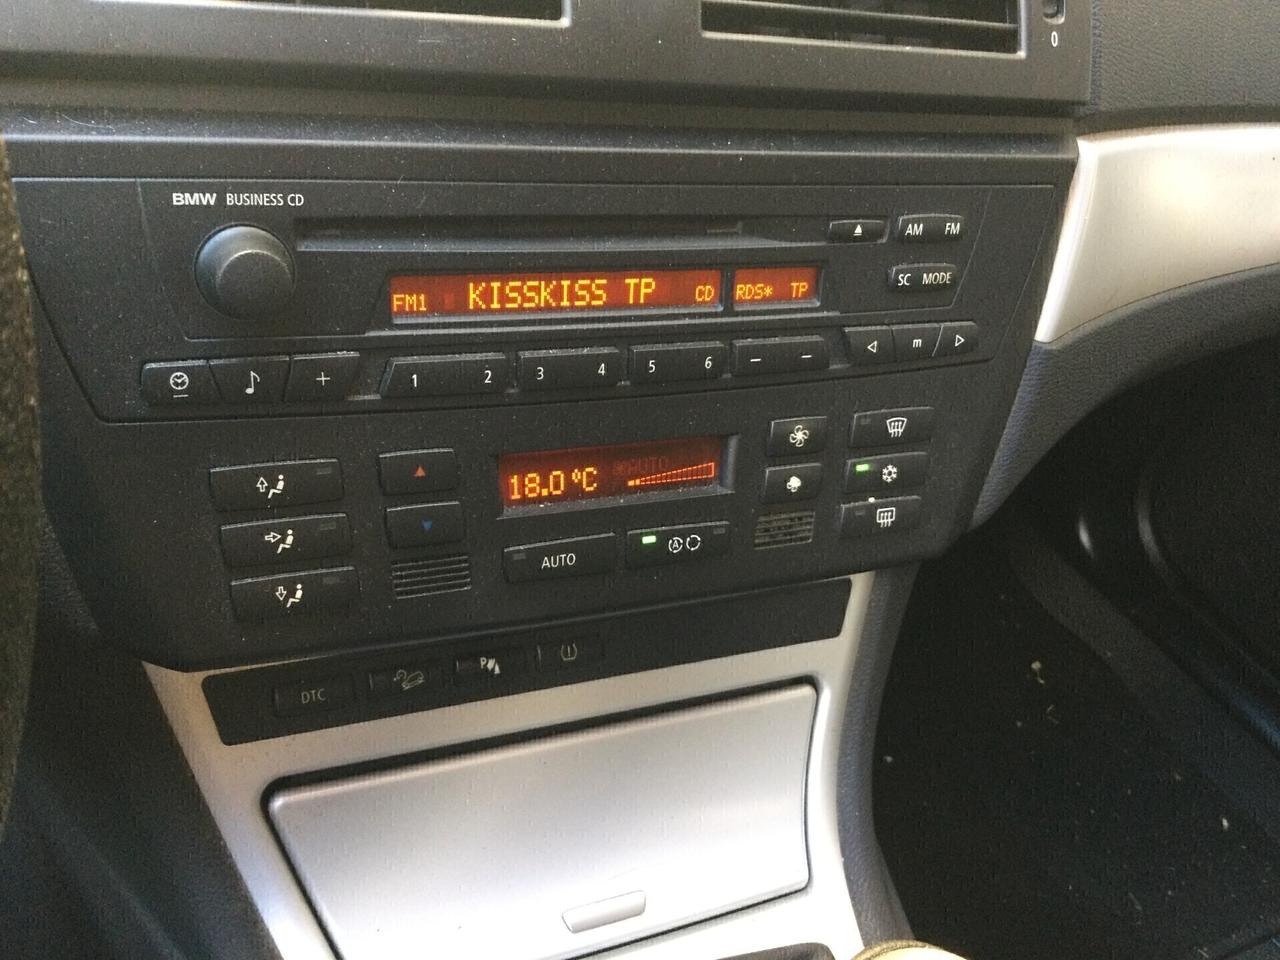 0
BMW BUSINESS CD
AM FM
SC MODE
FM1 KISSKISS TP CD RDS* TP
1 2 3 4 5 6 m
18.0 °C AUTO
AUTO A
DTC P